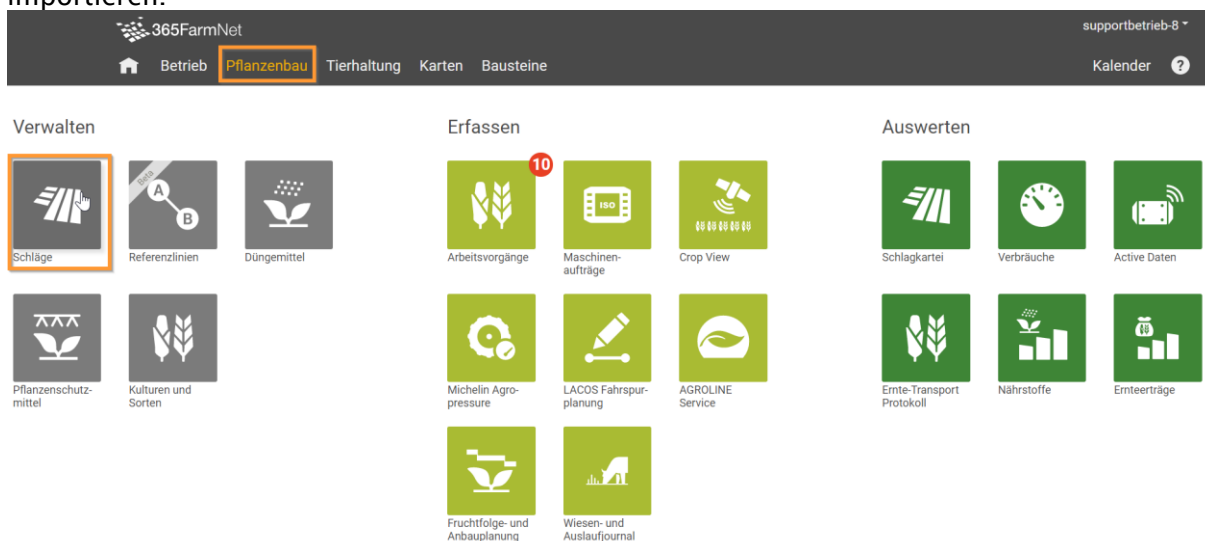 importieren.
365FarmNet
supportbetrieb-8
Betrieb Pflanzenbau Tierhaltung Karten Bausteine
Kalender ?
Verwalten
Erfassen
Auswerten
Beta
A
B
10
ISO
Schläge
Referenzlinien
Düngemittel
Arbeitsvorgänge
Maschinen-
aufträge
Crop View
Schlagkartei
Verbräuche
Active Daten
Pflanzenschutz-
mittel
Kulturen und
Sorten
Michelin Agro-
pressure
LACOS Fahrspur-
planung
AGROLINE
Service
Ernte-Transport
Protokoll
Nährstoffe
Ernteerträge
Fruchtfolge- und
Anbauplanung
Wiesen- und
Auslaufjournal